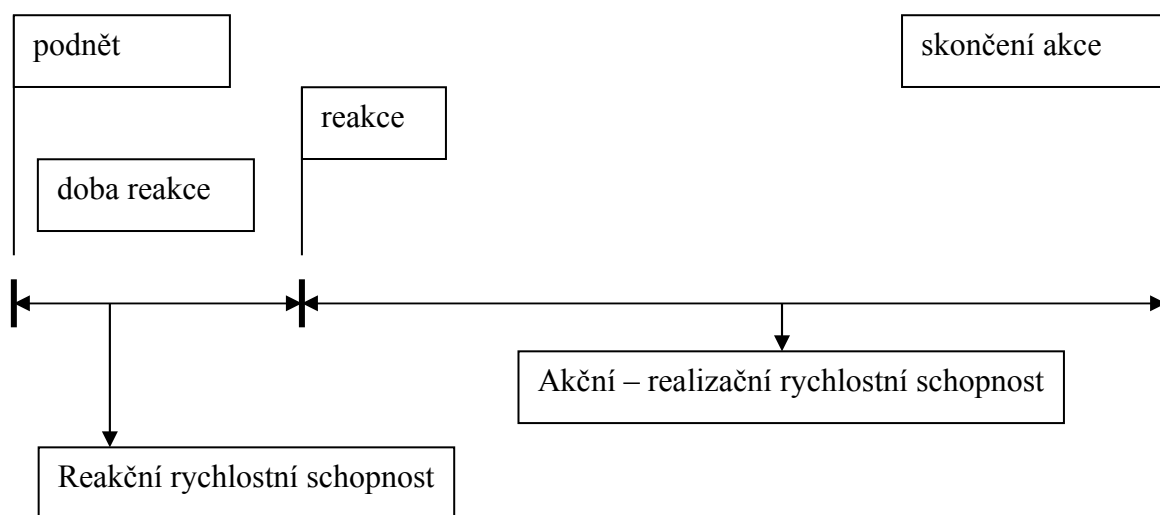 podnět
skončení akce
reakce
doba reakce
Akční – realizační rychlostní schopnost
Reakční rychlostní schopnost